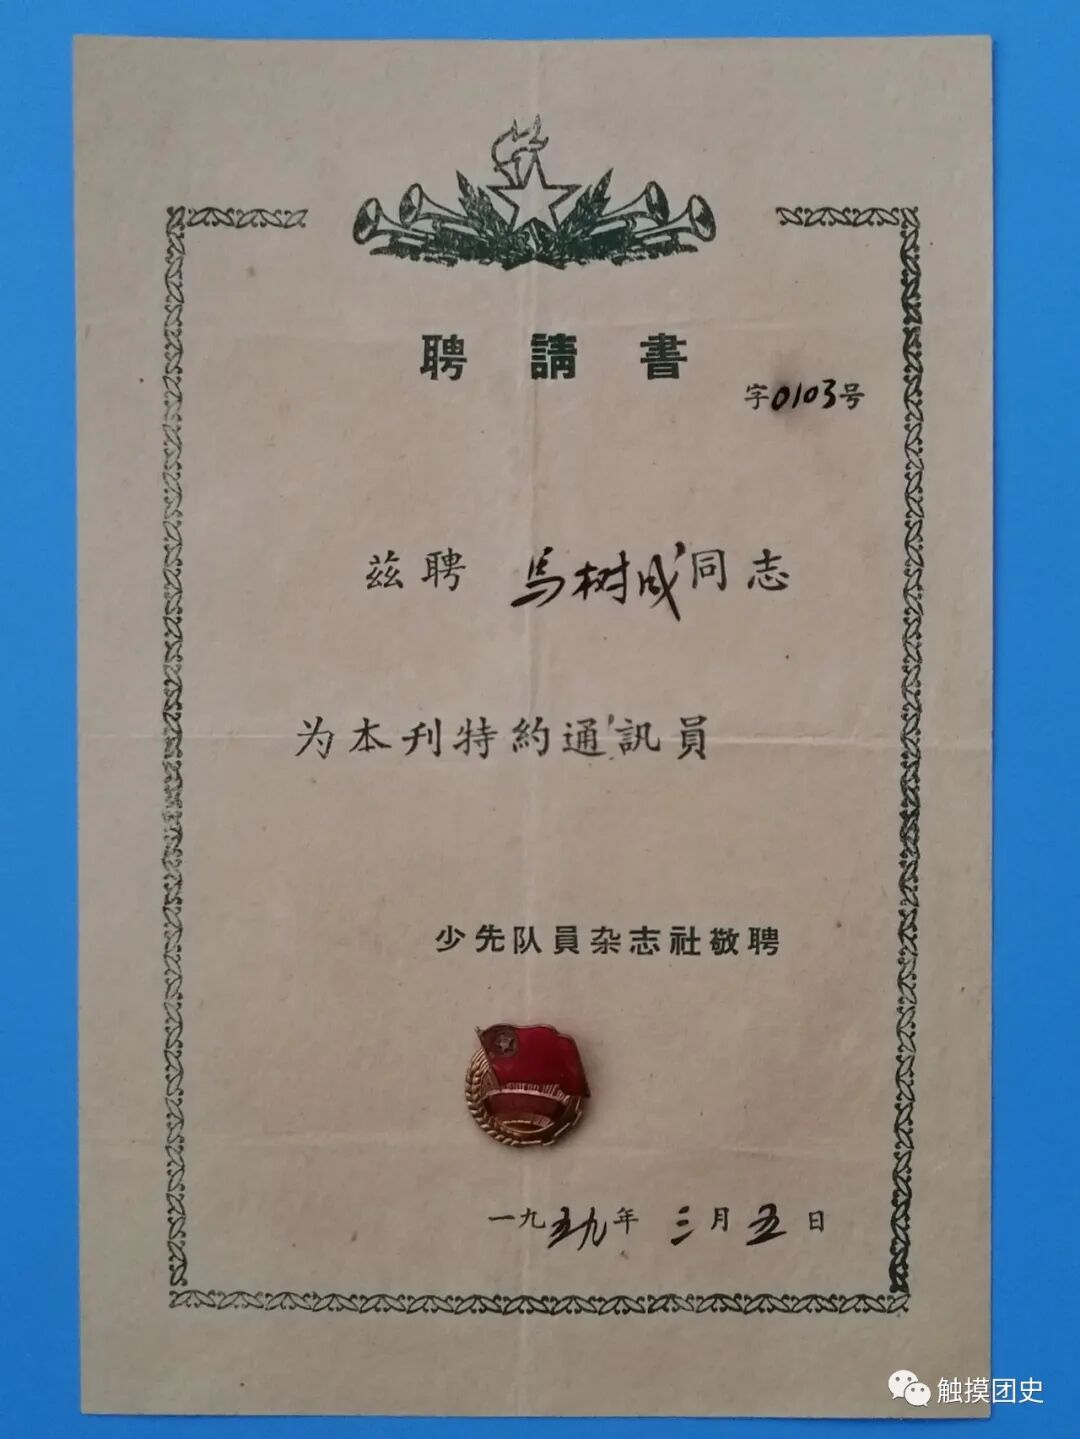 聘請書
字0103号
兹聘 馬树成同志
为本刊特約通訊員
少先队員杂志社敬聘
一九五九年 三月五日
触摸团史